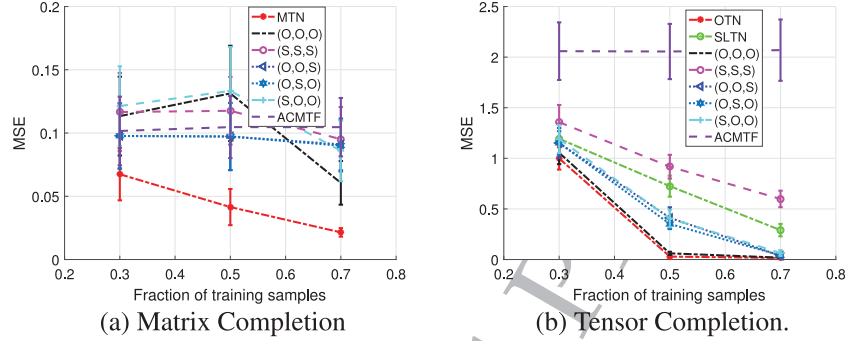 0.2
0.15
0.1
0.05
0
MSE
0.2 0.3 0.4 0.5 0.6 0.7 0.8
Fraction of training samples
MTN
(O,O,O)
(S,S,S)
(O,O,S)
(O,S,O)
(S,O,O)
ACMTF
(a) Matrix Completion
2.5
2
1.5
1
0.5
0
MSE
0.2 0.3 0.4 0.5 0.6 0.7 0.8
Fraction of training samples
OTN
SLTN
(O,O,O)
(S,S,S)
(O,O,S)
(O,S,O)
(S,O,O)
ACMTF
(b) Tensor Completion.